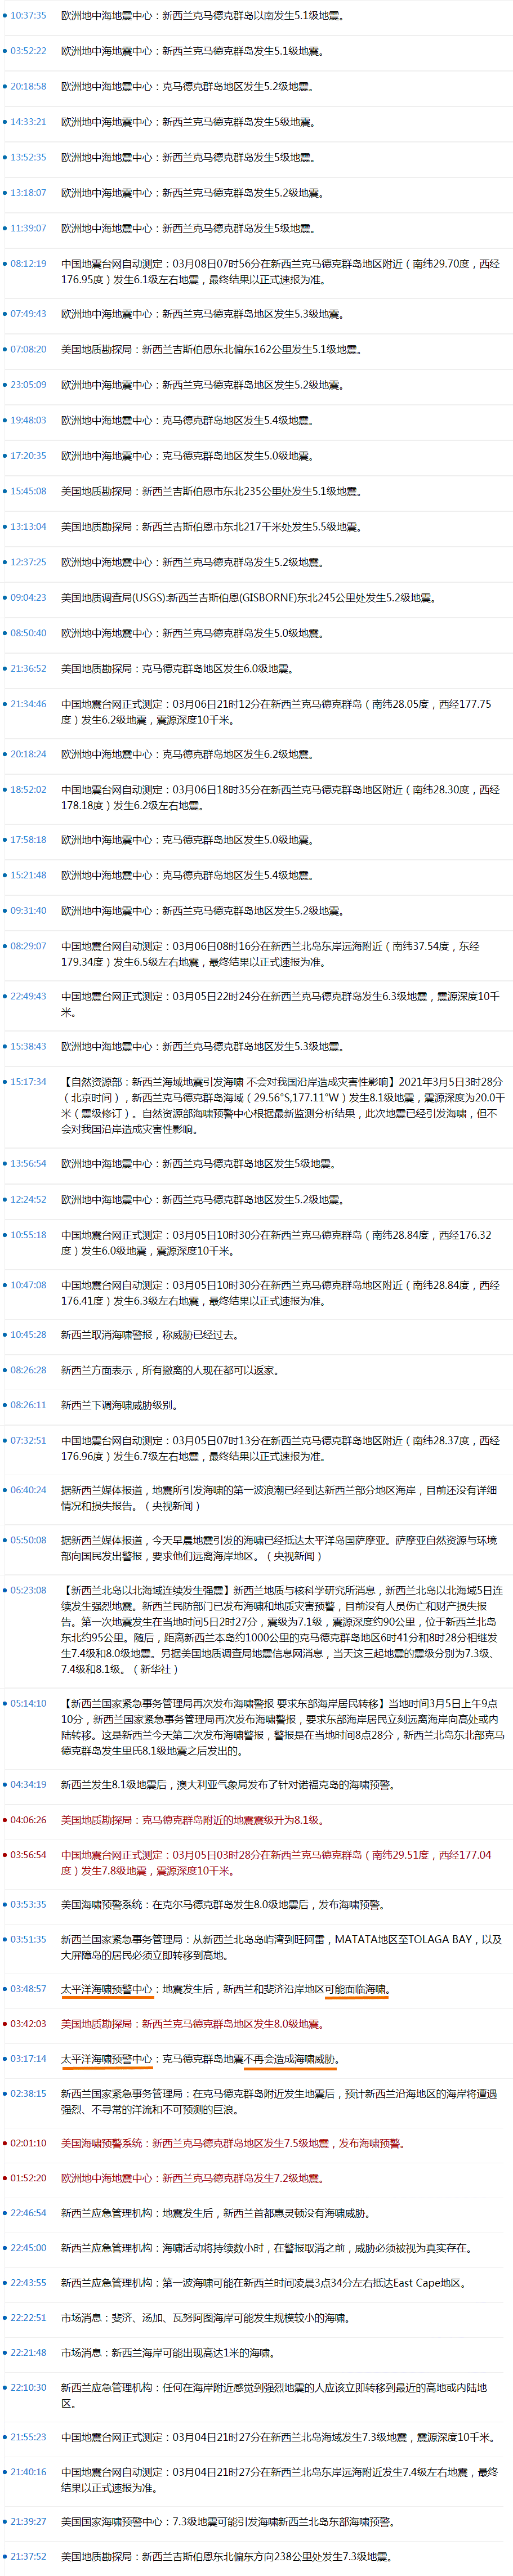 10:37:35 欧洲地中海地震中心：新西兰克马德克群岛以南发生5.1级地震。
03:52:22 欧洲地中海地震中心：新西兰克马德克群岛发生5.1级地震。
20:18:58 欧洲地中海地震中心：克马德克群岛地区发生5.2级地震。
14:33:21 欧洲地中海地震中心：新西兰克马德克群岛发生5级地震。
13:52:35 欧洲地中海地震中心：新西兰克马德克群岛发生5级地震。
13:18:07 欧洲地中海地震中心：新西兰克马德克群岛发生5.2级地震。
11:39:07 欧洲地中海地震中心：新西兰克马德克群岛发生5级地震。
08:12:19 中国地震台网自动测定：03月08日07时56分在新西兰克马德克群岛地区附近（南纬29.70度，西经
176.95度）发生6.1级左右地震，最终结果以正式速报为准。
07:49:43 欧洲地中海地震中心：新西兰克马德克群岛地区发生5.3级地震。
07:08:20 美国地质勘探局：新西兰吉斯伯恩东北偏东162公里发生5.1级地震。
23:05:09 欧洲地中海地震中心：新西兰克马德克群岛地区发生5.2级地震。
19:48:03 欧洲地中海地震中心：克马德克群岛地区发生5.4级地震。
17:20:35 欧洲地中海地震中心：克马德克群岛地区发生5.0级地震。
15:45:08 美国地质勘探局：新西兰吉斯伯恩市东北235公里处发生5.1级地震。
13:13:04 美国地质勘探局：新西兰吉斯伯恩市东北217千米处发生5.5级地震。
12:37:25 欧洲地中海地震中心：新西兰克马德克群岛发生5.2级地震。
09:04:23 美国地质调查局(USGS):新西兰吉斯伯恩(GISBORNE)东北245公里处发生5.2级地震。
08:50:40 欧洲地中海地震中心：新西兰克马德克群岛发生5.0级地震。
21:36:52 美国地质勘探局：克马德克群岛地区发生6.0级地震。
21:34:46 中国地震台网正式测定：03月06日21时12分在新西兰克马德克群岛（南纬28.05度，西经177.75
度）发生6.2级地震，震源深度10千米。
20:18:24 欧洲地中海地震中心：克马德克群岛地区发生6.2级地震。
18:52:02 中国地震台网自动测定：03月06日18时35分在新西兰克马德克群岛地区附近（南纬28.30度，西经
178.18度）发生6.2级左右地震。
17:58:18 欧洲地中海地震中心：克马德克群岛地区发生5.0级地震。
15:21:48 欧洲地中海地震中心：克马德克群岛地区发生5.4级地震。
09:31:40 欧洲地中海地震中心：新西兰克马德克群岛地区发生5.2级地震。
08:29:07 中国地震台网自动测定：03月06日08时16分在新西兰北岛东岸远海附近（南纬37.54度，东经
179.34度）发生6.5级左右地震，最终结果以正式速报为准。
22:49:43 中国地震台网正式测定：03月05日22时24分在新西兰克马德克群岛发生6.3级地震，震源深度10千
米。
15:38:43 欧洲地中海地震中心：新西兰克马德克群岛地区发生5.3级地震。
15:17:34 【自然资源部：新西兰海域地震引发海啸 不会对我国沿岸造成灾害性影响】2021年3月5日3时28分
（北京时间），新西兰克马德克群岛海域（29.56°S,177.11°W）发生8.1级地震，震源深度为20.0千
米（震级修订）。自然资源部海啸预警中心根据最新监测分析结果，此次地震已经引发海啸，但不
会对我国沿岸造成灾害性影响。
13:56:54 欧洲地中海地震中心：新西兰克马德克群岛地区发生5级地震。
12:24:52 欧洲地中海地震中心：新西兰克马德克群岛地区发生5.2级地震。
10:55:18 中国地震台网正式测定：03月05日10时30分在新西兰克马德克群岛（南纬28.84度，西经176.32
度）发生6.0级地震，震源深度10千米。
10:47:08 中国地震台网自动测定：03月05日10时30分在新西兰克马德克群岛地区附近（南纬28.84度，西经
176.41度）发生6.3级左右地震，最终结果以正式速报为准。
10:45:28 新西兰取消海啸警报，称威胁已经过去。
08:26:28 新西兰方面表示，所有撤离的人现在都可以返家。
08:26:11 新西兰下调海啸威胁级别。
07:32:51 中国地震台网自动测定：03月05日07时13分在新西兰克马德克群岛地区附近（南纬28.37度，西经
176.96度）发生6.7级左右地震，最终结果以正式速报为准。
06:40:24 据新西兰媒体报道，地震所引发海啸的第一波浪潮已经到达新西兰部分地区海岸，目前还没有详细
情况和损失报告。（央视新闻）
05:50:08 据新西兰媒体报道，今天早晨地震引发的海啸已经抵达太平洋岛国萨摩亚。萨摩亚自然资源与环境
部向国民发出警报，要求他们远离海岸地区。（央视新闻）
05:23:08 【新西兰北岛以北海域连续发生强震】新西兰地质与核科学研究所消息，新西兰北岛以北海域5日连
续发生强烈地震。新西兰民防部门已发布海啸和地质灾害预警，目前没有人员伤亡和财产损失报
告。第一次地震发生在当地时间5日2时27分，震级为7.1级，震源深度约90公里，位于新西兰北岛
东北约95公里。随后，距离新西兰本岛约1000公里的克马德克群岛地区6时41分和8时28分相继发
生7.4级和8.0级地震。另据美国地质调查局地震信息网消息，当天这三起地震的震级分别为7.3级、
7.4级和8.1级。（新华社）
05:14:10 【新西兰国家紧急事务管理局再次发布海啸警报 要求东部海岸居民转移】当地时间3月5日上午9点
10分，新西兰国家紧急事务管理局再次发布海啸警报，要求东部海岸居民立刻远离海岸向高处或内
陆转移。这是新西兰今天第二次发布海啸警报，警报是在当地时间8点28分，新西兰北岛东北部克马
德克群岛发生里氏8.1级地震之后发出的。
04:34:19 新西兰发生8.1级地震后，澳大利亚气象局发布了针对诺福克岛的海啸预警。
04:06:26 美国地质勘探局：克马德克群岛附近的地震震级升为8.1级。
03:56:54 中国地震台网正式测定：03月05日03时28分在新西兰克马德克群岛（南纬29.51度，西经177.04
度）发生7.8级地震，震源深度10千米。
03:53:35 美国海啸预警系统：在克尔马德克群岛发生8.0级地震后，发布海啸预警。
03:51:35 新西兰国家紧急事务管理局：从新西兰北岛岛屿湾到旺阿雷，MATATA地区至TOLAGA BAY，以及
大屏障岛的居民必须立即转移到高地。
03:48:57 太平洋海啸预警中心：地震发生后，新西兰和斐济沿岸地区可能面临海啸。
03:42:03 美国地质勘探局：新西兰克马德克群岛地区发生8.0级地震。
03:17:14 太平洋海啸预警中心：克马德克群岛地震不再会造成海啸威胁。
02:38:15 新西兰国家紧急事务管理局：在克马德克群岛附近发生地震后，预计新西兰沿海地区的海岸将遭遇
强烈、不寻常的洋流和不可预测的巨浪。
02:01:10 美国海啸预警系统：新西兰克马德克群岛地区发生7.5级地震，发布海啸预警。
01:52:20 欧洲地中海地震中心：新西兰克马德克群岛发生7.2级地震。
22:46:54 新西兰应急管理机构：地震发生后，新西兰首都惠灵顿没有海啸威胁。
22:45:00 新西兰应急管理机构：海啸活动将持续数小时，在警报取消之前，威胁必须被视为真实存在。
22:43:55 新西兰应急管理机构：第一波海啸可能在新西兰时间凌晨3点34分左右抵达East Cape地区。
22:22:51 市场消息：斐济、汤加、瓦努阿图海岸可能发生规模较小的海啸。
22:21:48 市场消息：新西兰海岸可能出现高达1米的海啸。
22:10:30 新西兰应急管理机构：任何在海岸附近感觉到强烈地震的人应该立即转移到最近的高地或内陆地
区。
21:55:23 中国地震台网正式测定：03月04日21时27分在新西兰北岛海域发生7.3级地震，震源深度10千米。
21:40:16 中国地震台网自动测定：03月04日21时27分在新西兰北岛东岸远海附近发生7.4级左右地震，最终
结果以正式速报为准。
21:39:27 美国国家海啸预警中心：7.3级地震可能引发海啸新西兰北岛东部海啸预警。
21:37:52 美国地质勘探局：新西兰吉斯伯恩东北偏东方向238公里处发生7.3级地震。